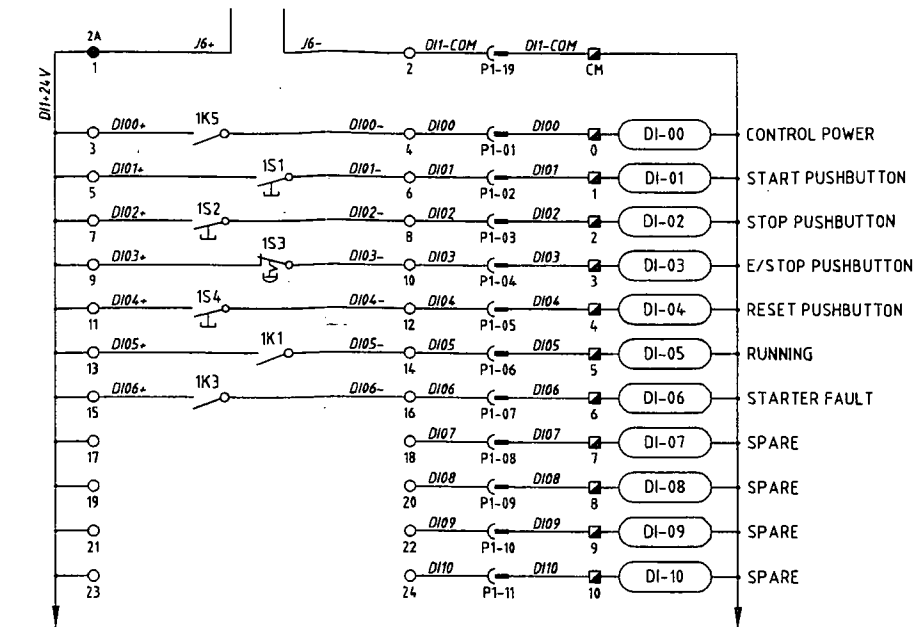 2A J6+ J6- DI1-COM DI1-COM
1 2 P1-19 CM
DI1+24V
DI00+ 1K5 DI00- DI00 DI00 DI-00 CONTROL POWER
3 4 P1-01 0
DI01+ 1S1 DI01- DI01 DI01 DI-01 START PUSHBUTTON
5 6 P1-02 1
DI02+ 1S2 DI02- DI02 DI02 DI-02 STOP PUSHBUTTON
7 8 P1-03 2
DI03+ 1S3 DI03- DI03 DI03 DI-03 E/STOP PUSHBUTTON
9 10 P1-04 3
DI04+ 1S4 DI04- DI04 DI04 DI-04 RESET PUSHBUTTON
11 12 P1-05 4
DI05+ 1K1 DI05- DI05 DI05 DI-05 RUNNING
13 14 P1-06 5
DI06+ 1K3 DI06- DI06 DI06 DI-06 STARTER FAULT
15 16 P1-07 6
DI07 DI07 DI-07 SPARE
17 18 P1-08 7
DI08 DI08 DI-08 SPARE
19 20 P1-09 8
DI09 DI09 DI-09 SPARE
21 22 P1-10 9
DI10 DI10 DI-10 SPARE
23 24 P1-11 10